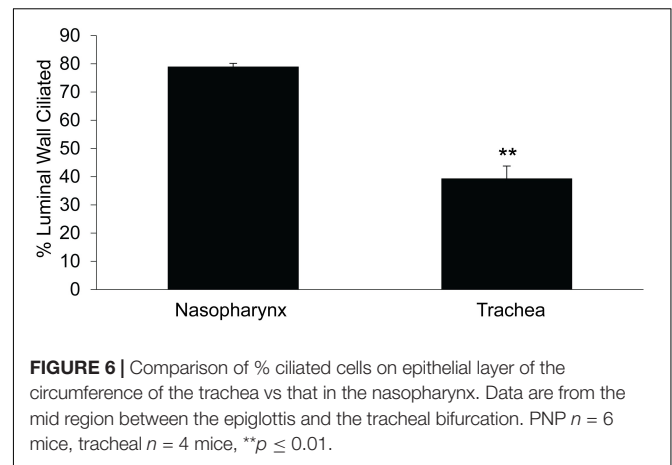 90
80
70
60
50
40
30
20
10
0
% Luminal Wall Ciliated
**
Nasopharynx
Trachea
FIGURE 6 | Comparison of % ciliated cells on epithelial layer of the
circumference of the trachea vs that in the nasopharynx. Data are from the
mid region between the epiglottis and the tracheal bifurcation. PNP n = 6
mice, tracheal n = 4 mice, **p ≤ 0.01.